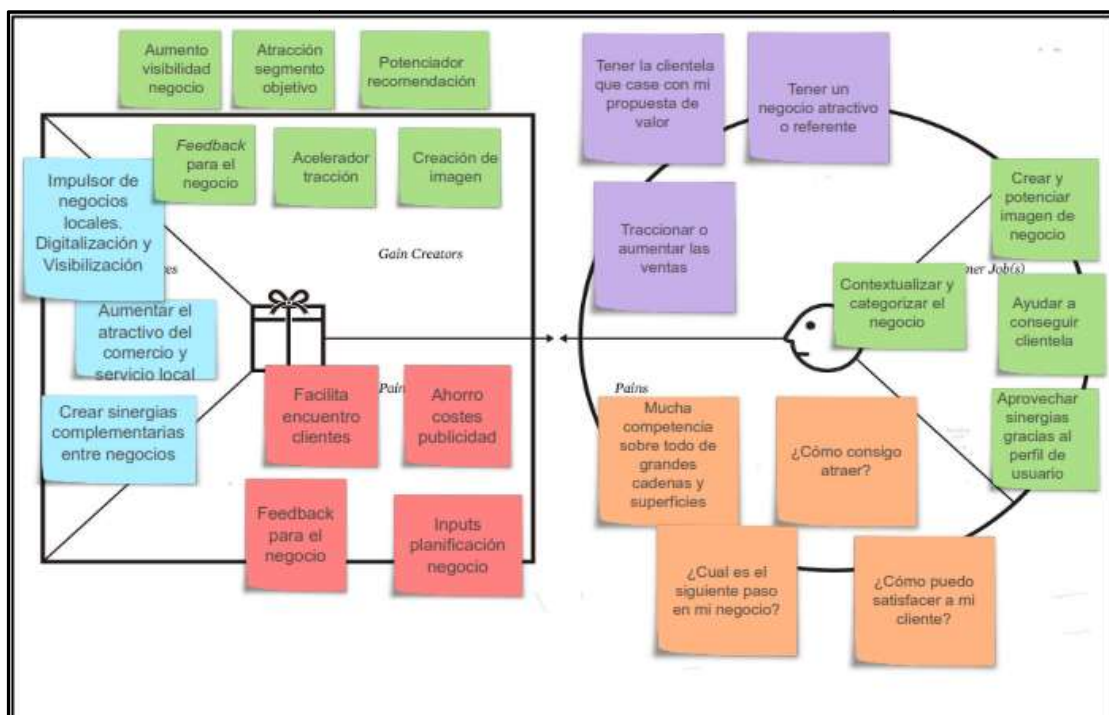 Aumento
visibilidad
negocio
Atracción
segmento
objetivo
Potenciador
recomendación
Feedback
para el
negocio
Acelerador
tracción
Creación de
imagen
Impulsor de
negocios
locales.
Digitalización y
Visibilización
Gain Creators
Aumentar el
atractivo del
comercio y
servicio local
Crear sinergias
complementarias
entre negocios
Facilita
encuentro
clientes
Ahorro
costes
publicidad
Feedback
para el
negocio
Inputs
planificación
negocio
Tener la clientela
que case con mi
propuesta de
valor
Tener un
negocio atractivo
o referente
Traccionar o
aumentar las
ventas
Crear y
potenciar
imagen de
negocio
Job(s)
Contextualizar y
categorizar el
negocio
Ayudar a
conseguir
clientela
Aprovechar
sinergias
gracias al
perfil de
usuario
Pains
Mucha
competencia
sobre todo de
grandes
cadenas y
superficies
¿Cómo consigo
atraer?
¿Cual es el
siguiente paso
en mi negocio?
¿Cómo puedo
satisfacer a mi
cliente?